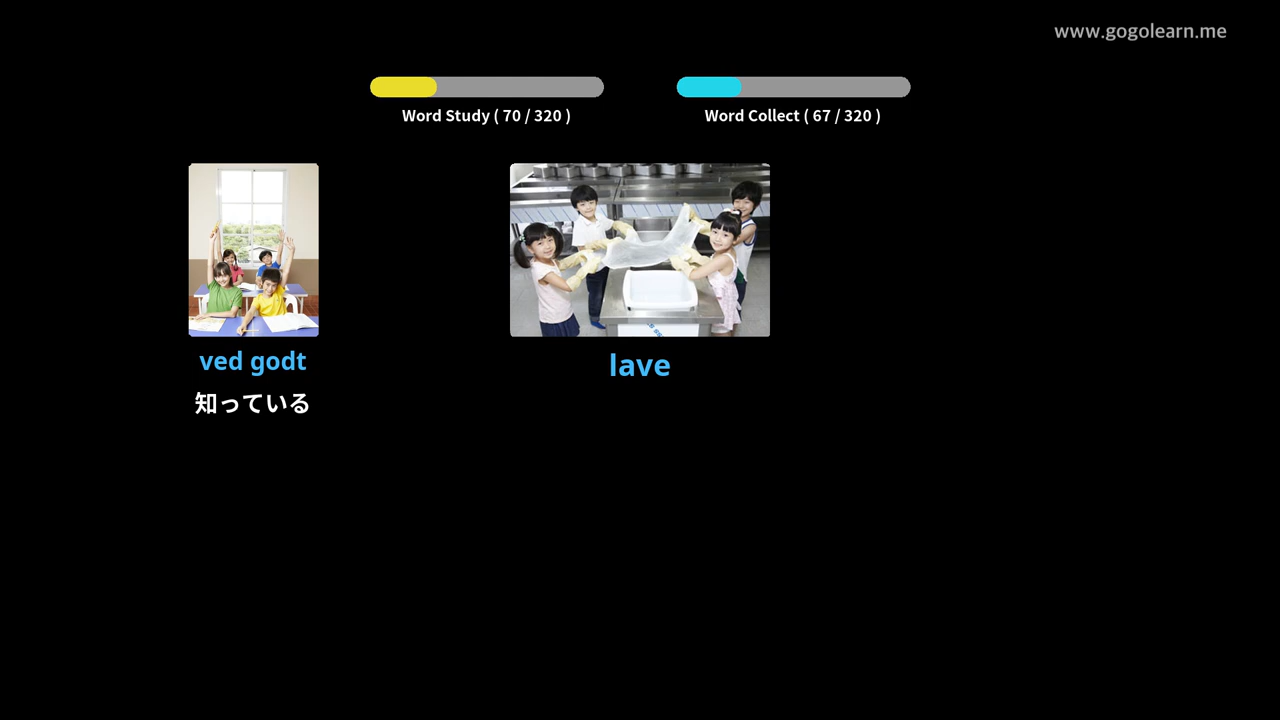 www.gogolearn.me
Word Study ( 70 / 320 )
Word Collect ( 67 / 320 )
ved godt
知っている
lave